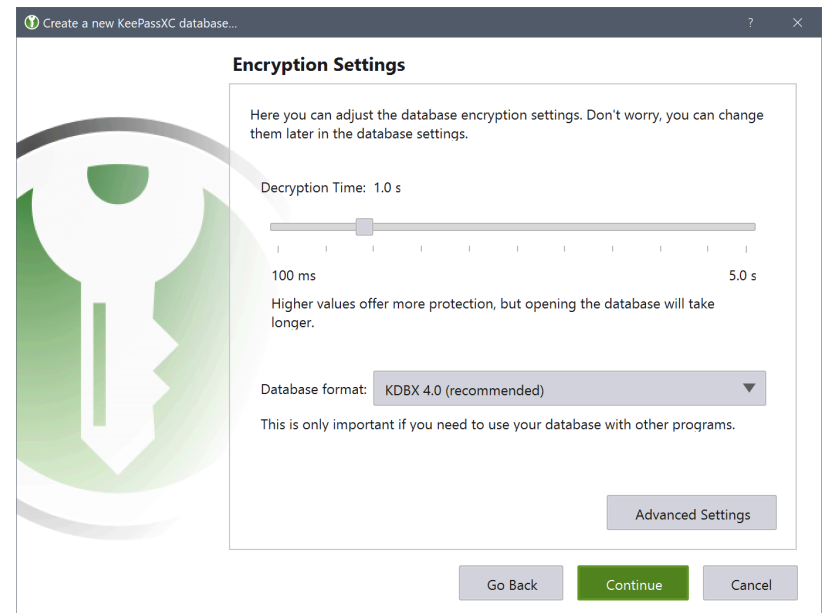 Create a new KeePassXC database...
?
Encryption Settings
Here you can adjust the database encryption settings. Don't worry, you can change
them later in the database settings.
Decryption Time: 1.0 s
100 ms 5.0 s
Higher values offer more protection, but opening the database will take
longer.
Database format: KDBX 4.0 (recommended)
This is only important if you need to use your database with other programs.
Advanced Settings
Go Back Continue Cancel